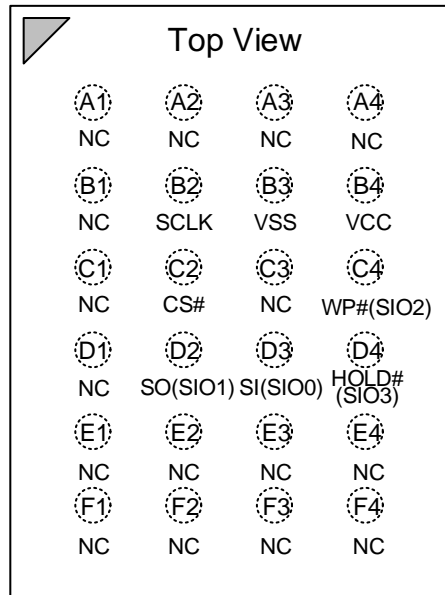 Top View
A1 A2 A3 A4
NC NC NC NC
B1 B2 B3 B4
NC SCLK VSS VCC
C1 C2 C3 C4
NC CS# NC WP#(SIO2)
D1 D2 D3 D4
NC SO(SIO1) SI(SIO0) HOLD#
(SIO3)
E1 E2 E3 E4
NC NC NC NC
F1 F2 F3 F4
NC NC NC NC